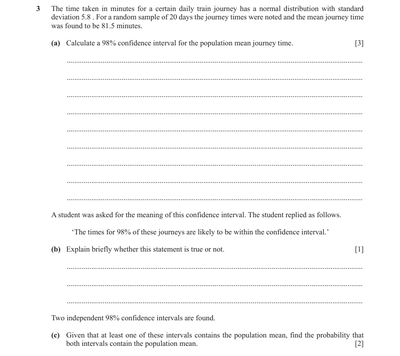 3 The time taken in minutes for a certain daily train journey has a normal distribution with standard
deviation 5.8 . For a random sample of 20 days the journey times were noted and the mean journey time
was found to be 81.5 minutes.
(a) Calculate a 98% confidence interval for the population mean journey time. [3]
A student was asked for the meaning of this confidence interval. The student replied as follows.
‘The times for 98% of these journeys are likely to be within the confidence interval.’
(b) Explain briefly whether this statement is true or not. [1]
Two independent 98% confidence intervals are found.
(c) Given that at least one of these intervals contains the population mean, find the probability that
both intervals contain the population mean. [2]